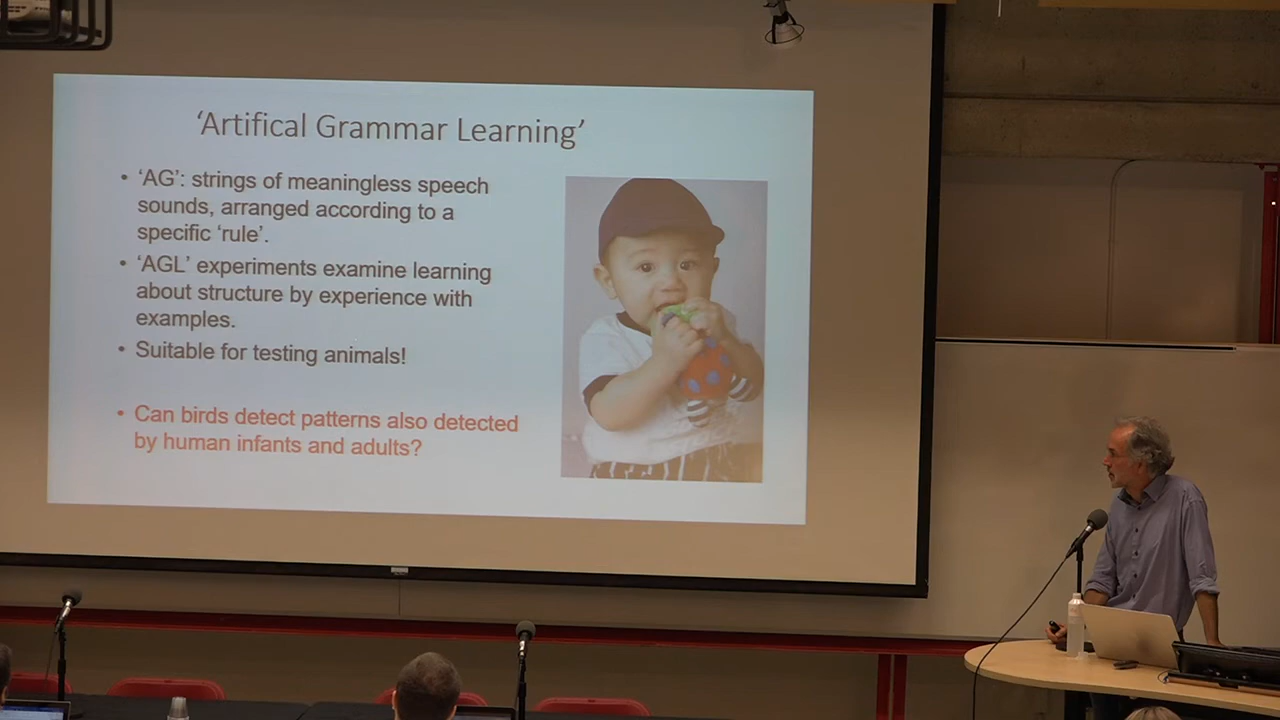 ‘Artifical Grammar Learning’
• ‘AG’: strings of meaningless speech
sounds, arranged according to a
specific ‘rule’.
• ‘AGL’ experiments examine learning
about structure by experience with
examples.
• Suitable for testing animals!
• Can birds detect patterns also detected
by human infants and adults?